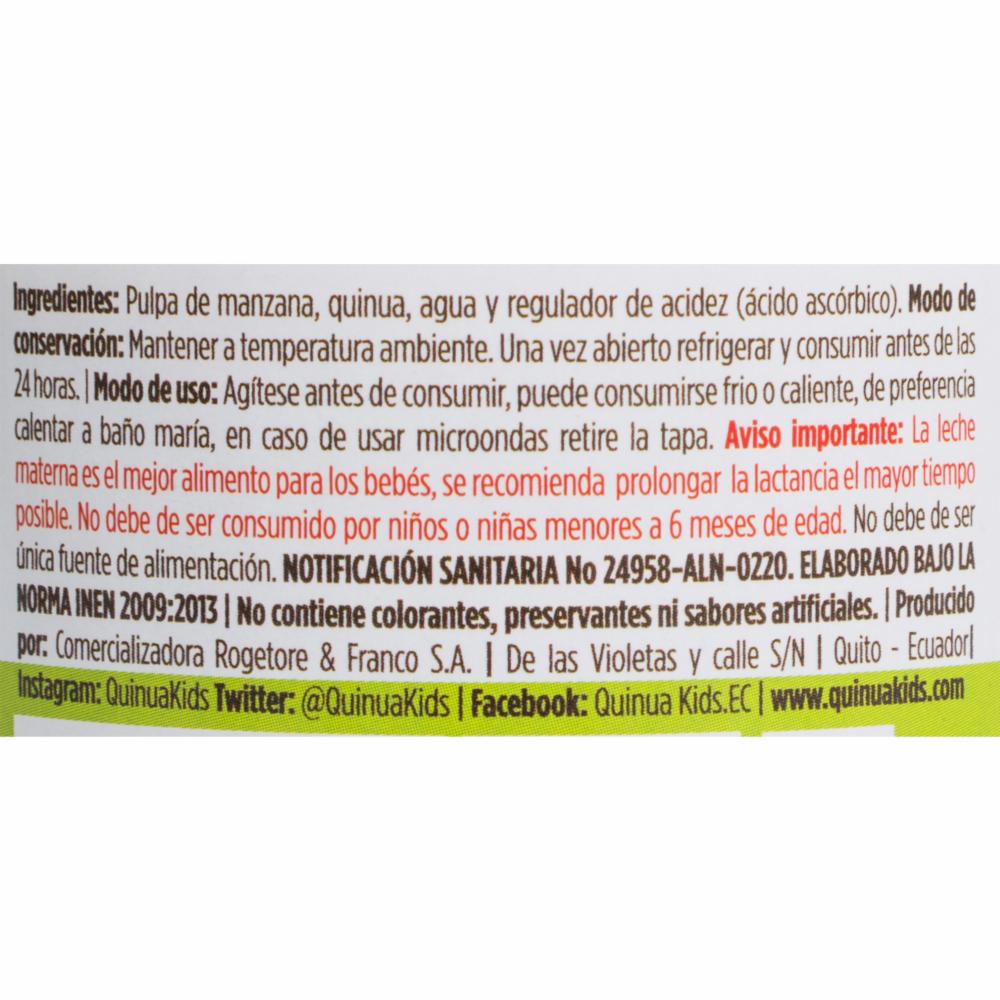 Ingredientes: Pulpa de manzana, quinua, agua y regulador de acidez (ácido ascórbico). Modo de
conservación: Mantener a temperatura ambiente. Una vez abierto refrigerar y consumir antes de las
24 horas. | Modo de uso: Agítese antes de consumir, puede consumirse frio o caliente, de preferencia
calentar a baño maría, en caso de usar microondas retire la tapa. Aviso importante: La leche
materna es el mejor alimento para los bebés, se recomienda prolongar la lactancia el mayor tiempo
posible. No debe de ser consumido por niños o niñas menores a 6 meses de edad. No debe de ser
única fuente de alimentación. NOTIFICACIÓN SANITARIA No 24958-ALN-0220. ELABORADO BAJO LA
NORMA INEN 2009:2013 | No contiene colorantes, preservantes ni sabores artificiales. | Producido
por: Comercializadora Rogetore & Franco S.A. | De las Violetas y calle S/N | Quito - Ecuador|
Instagram: QuinuaKids Twitter: @QuinuaKids | Facebook: Quinua Kids.EC | www.quinuakids.com